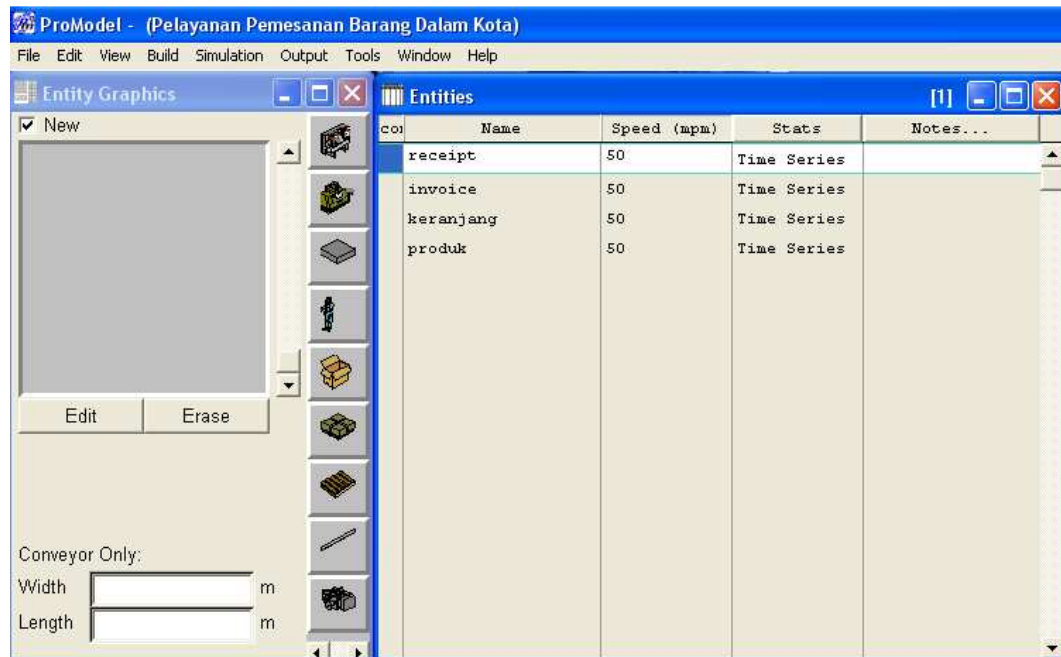 ProModel - (Pelayanan Pemesanan Barang Dalam Kota)
File Edit View Build Simulation Output Tools Window Help
Entity Graphics
New
Edit Erase
Conveyor Only:
Width m
Length m
Entities [1]
Name Speed (mpm) Stats Notes...
receipt 50 Time Series
invoice 50 Time Series
keranjang 50 Time Series
produk 50 Time Series